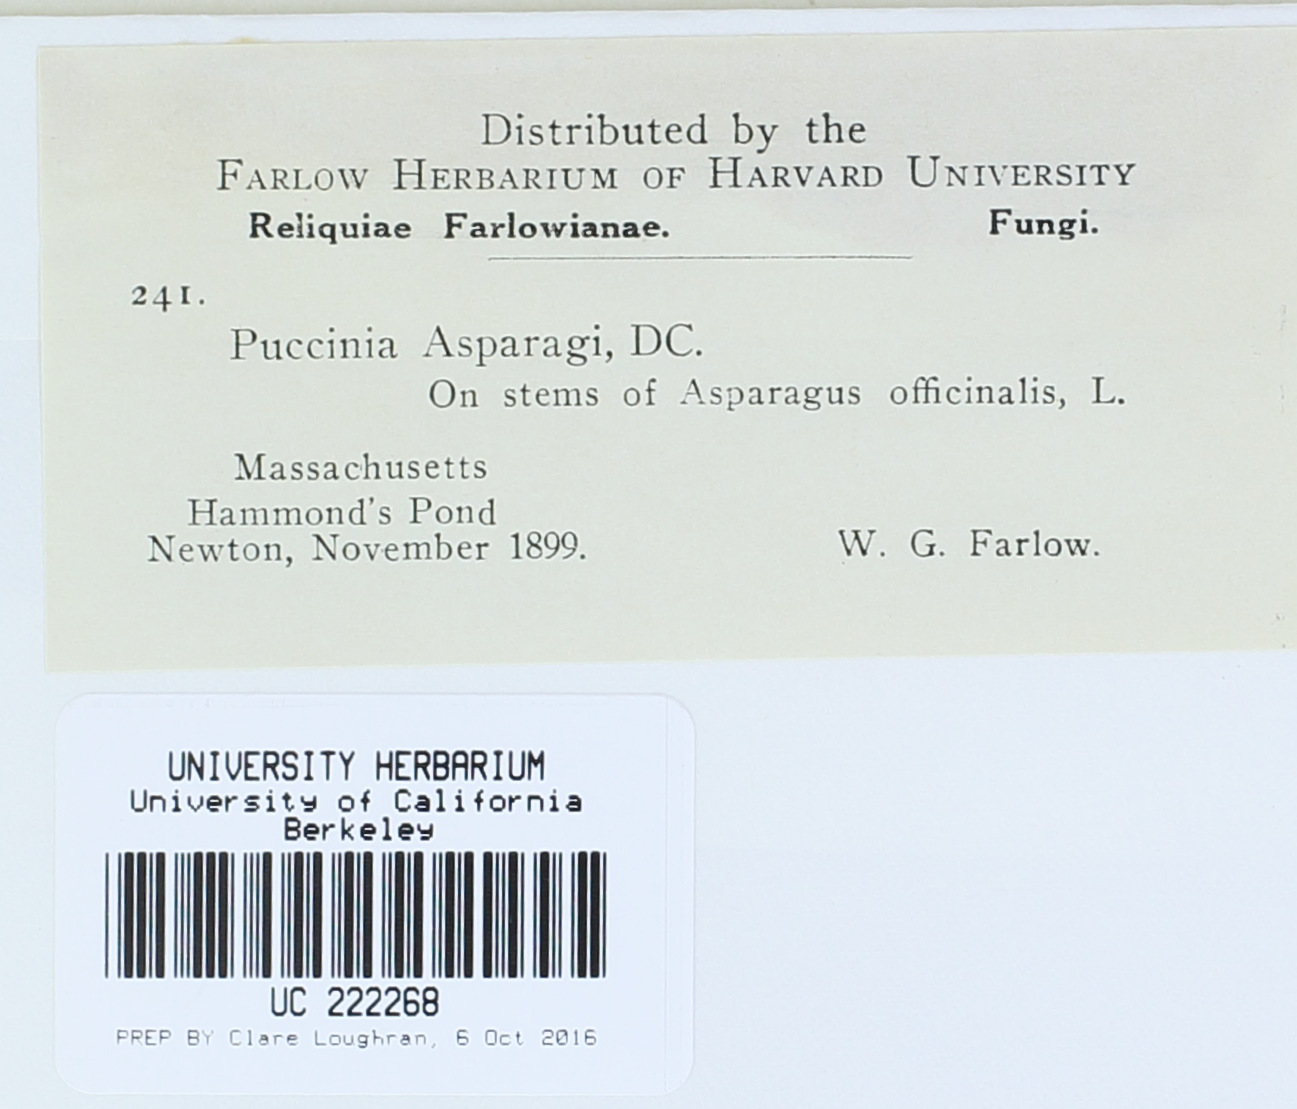 Distributed by the
FARLOW HERBARIUM OF HARVARD UNIVERSITY
Reliquiae Farlowianae. Fungi.
241.
Puccinia Asparagi, DC.
On stems of Asparagus officinalis, L.
Massachusetts
Hammond's Pond
Newton, November 1899. W. G. Farlow.
UNIVERSITY HERBARIUM
University of California
Berkeley
UC 222268
PREP BY Clare Loughran, 6 Oct 2016